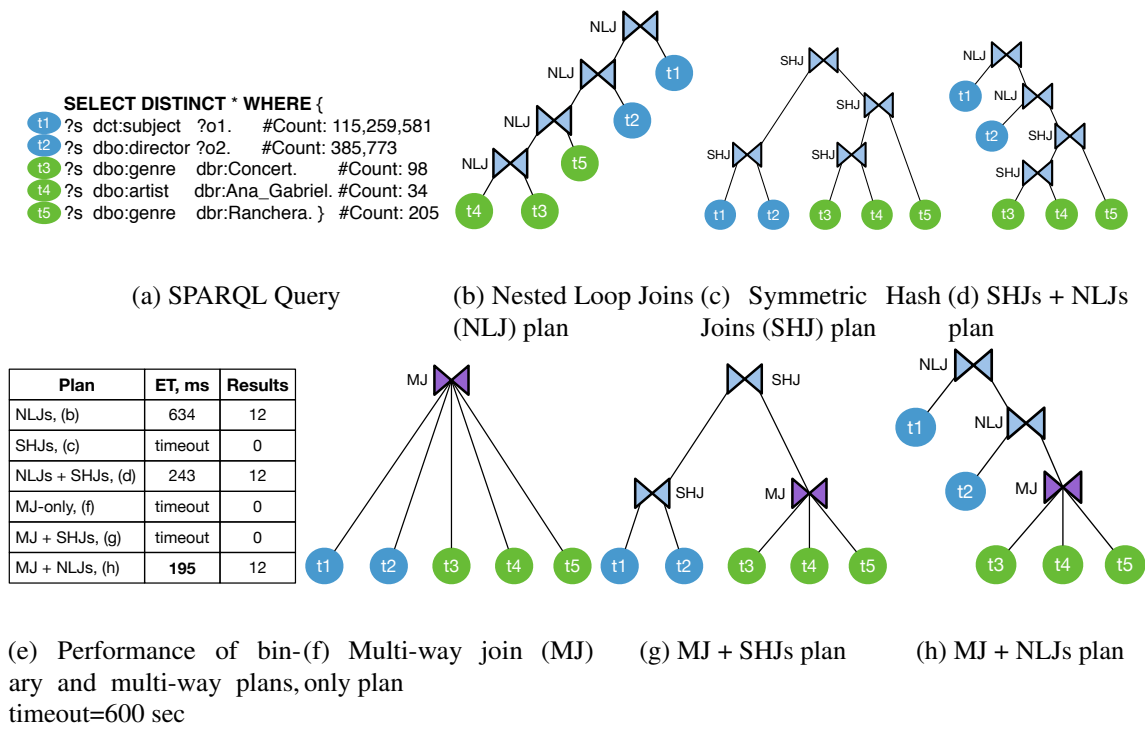 SELECT DISTINCT * WHERE {
t1 ?s dct:subject ?o1. #Count: 115,259,581
t2 ?s dbo:director ?o2. #Count: 385,773
t3 ?s dbo:genre dbr:Concert. #Count: 98
t4 ?s dbo:artist dbr:Ana_Gabriel. #Count: 34
t5 ?s dbo:genre dbr:Ranchera. } #Count: 205
(a) SPARQL Query
NLJ
NLJ
t1
NLJ
t2
NLJ
t5
t4 t3
(b) Nested Loop Joins
(NLJ) plan
SHJ
SHJ
SHJ SHJ
t1 t2 t3 t4 t5
(c) Symmetric Hash
Joins (SHJ) plan
NLJ
t1 NLJ
t2 SHJ
SHJ
t3 t4 t5
(d) SHJs + NLJs
plan
Plan ET, ms Results
NLJs, (b) 634 12
SHJs, (c) timeout 0
NLJs + SHJs, (d) 243 12
MJ-only, (f) timeout 0
MJ + SHJs, (g) timeout 0
MJ + NLJs, (h) 195 12
(e) Performance of bin-
ary and multi-way plans,
timeout=600 sec
MJ
t1 t2 t3 t4 t5
(f) Multi-way join (MJ)
only plan
SHJ
SHJ MJ
t1 t2 t3 t4 t5
(g) MJ + SHJs plan
NLJ
t1 NLJ
t2 MJ
t3 t4 t5
(h) MJ + NLJs plan